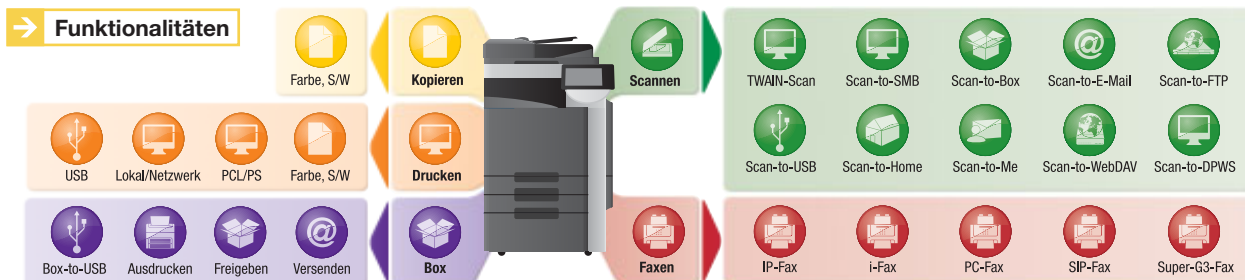 Funktionalitäten
Farbe, S/W
Kopieren
Scannen
TWAIN-Scan
Scan-to-SMB
Scan-to-Box
Scan-to-E-Mail
Scan-to-FTP
USB
Lokal/Netzwerk
PCL/PS
Farbe, S/W
Drucken
Scan-to-USB
Scan-to-Home
Scan-to-Me
Scan-to-WebDAV
Scan-to-DPWS
Box-to-USB
Ausdrucken
Freigeben
Versenden
Box
Faxen
IP-Fax
i-Fax
PC-Fax
SIP-Fax
Super-G3-Fax